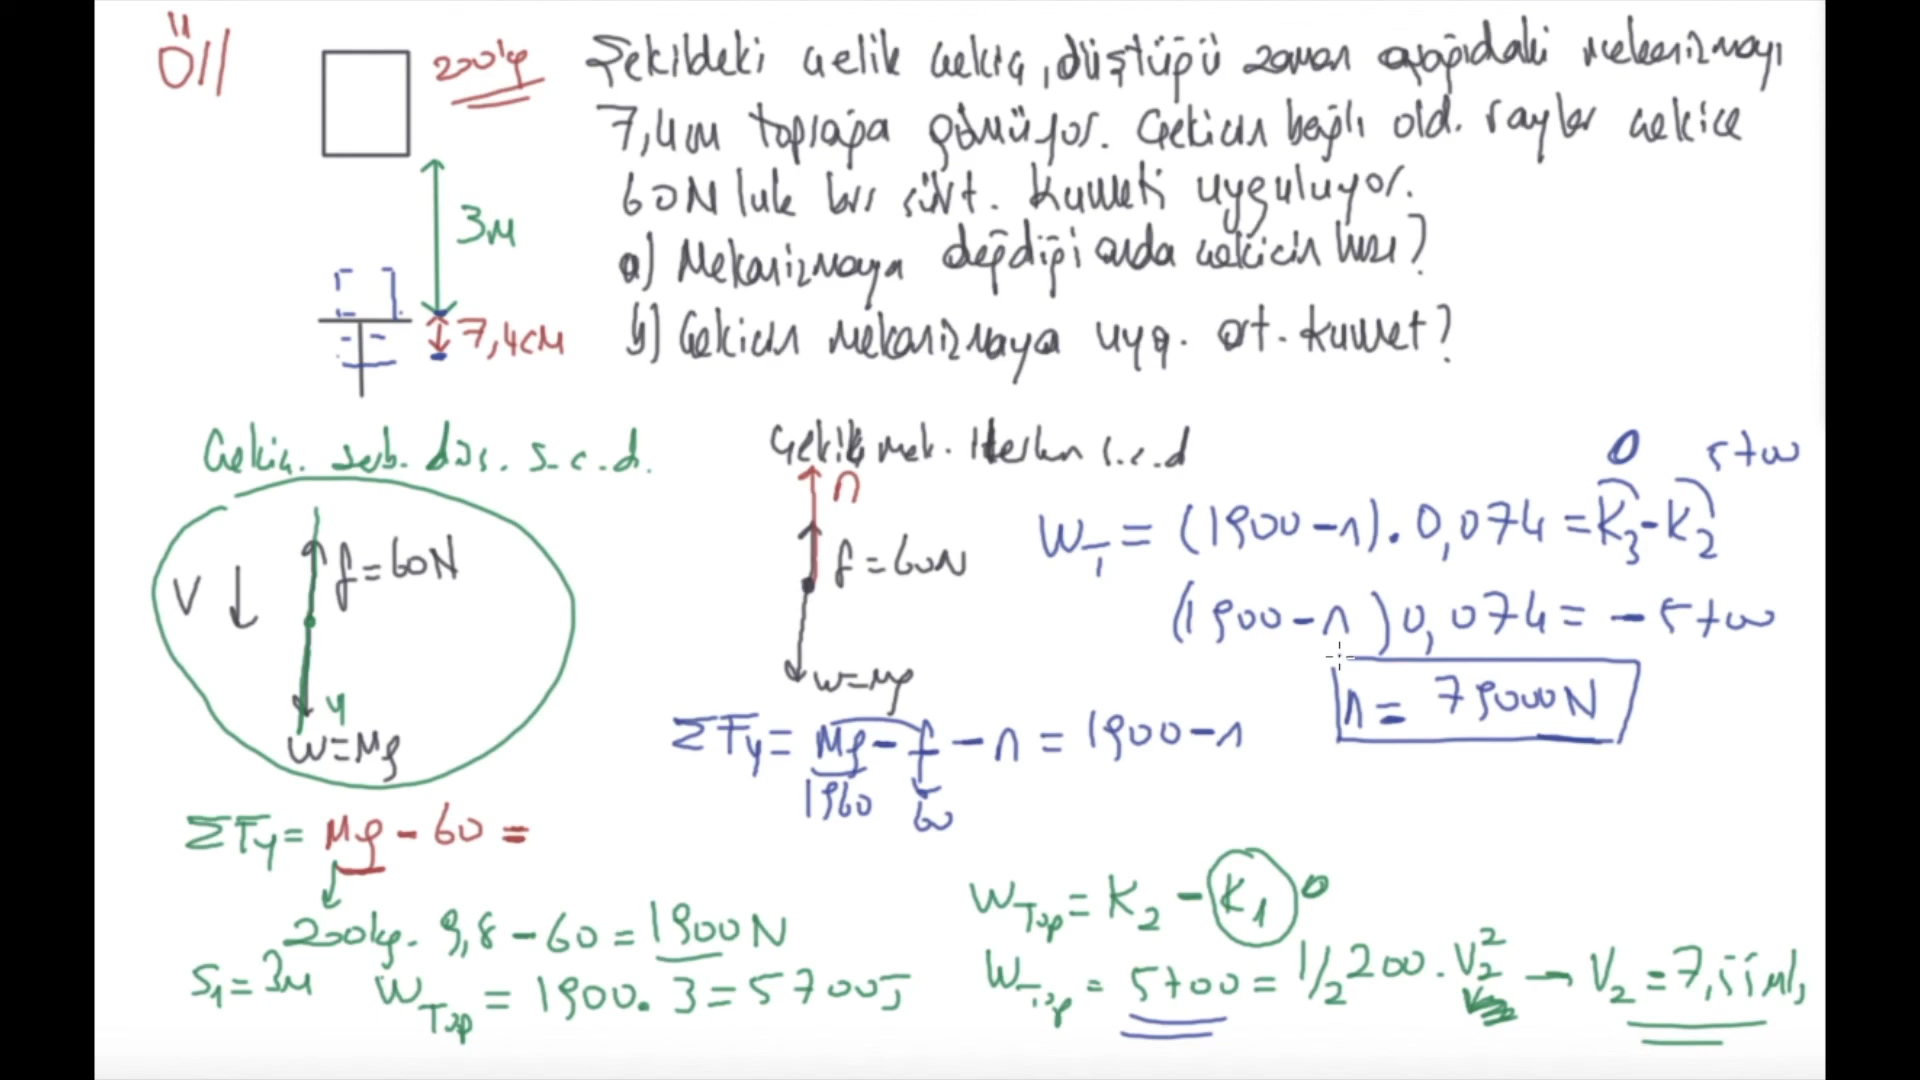 Ö//
200kg
Şekildeki çelik çekiç, düştüğü zaman aşağıdaki mekanizmayı
7,4cm toprağa gömüyor. Çekicin bağlı old. raylar çekice
60N luk bir sürt. kuvveti uyguluyor.
a) Mekanizmaya değdiği anda çekicin hızı?
b) Çekicin mekanizmaya uyg. ort. kuvvet?
3m
7,4cm
Çekiç. serb. düş. s.c.d.
V
f=60N
y
w=mg
ΣFy= mg - 60 =
200kg. 9,8 - 60 = 1900N
S1=3m
WTop = 1900. 3 = 5700J
Çekiç mek. iterken s.c.d
n
f=60N
w=mg
ΣFy= mg - f - n = 1900-n
1960
60
0
5700
WT = (1900-n). 0,074 = K3-K2
(1900-n) 0,074 = - 5700
n = 79000N
WTop= K2 - K1 0
WTop = 5700 = 1/2 200. V2² → V2 = 7,55m/s